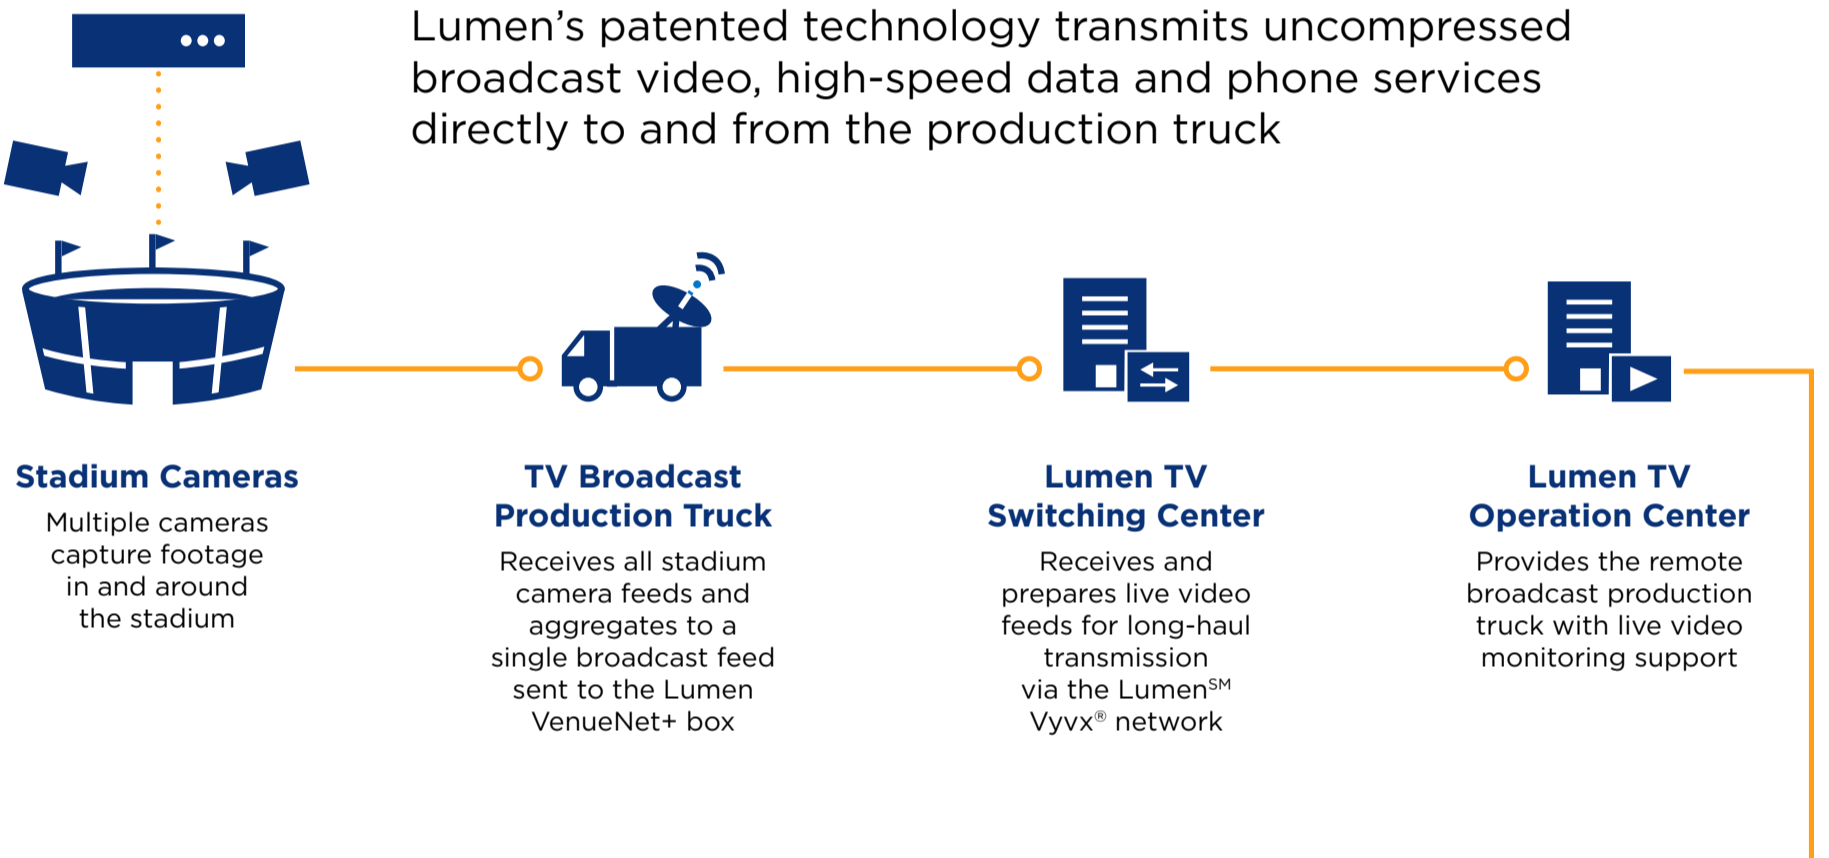 Lumen’s patented technology transmits uncompressed
broadcast video, high-speed data and phone services
directly to and from the production truck
Stadium Cameras
Multiple cameras
capture footage
in and around
the stadium
TV Broadcast
Production Truck
Receives all stadium
camera feeds and
aggregates to a
single broadcast feed
sent to the Lumen
VenueNet+ box
Lumen TV
Switching Center
Receives and
prepares live video
feeds for long-haul
transmission
via the Lumen℠
Vyvx® network
Lumen TV
Operation Center
Provides the remote
broadcast production
truck with live video
monitoring support